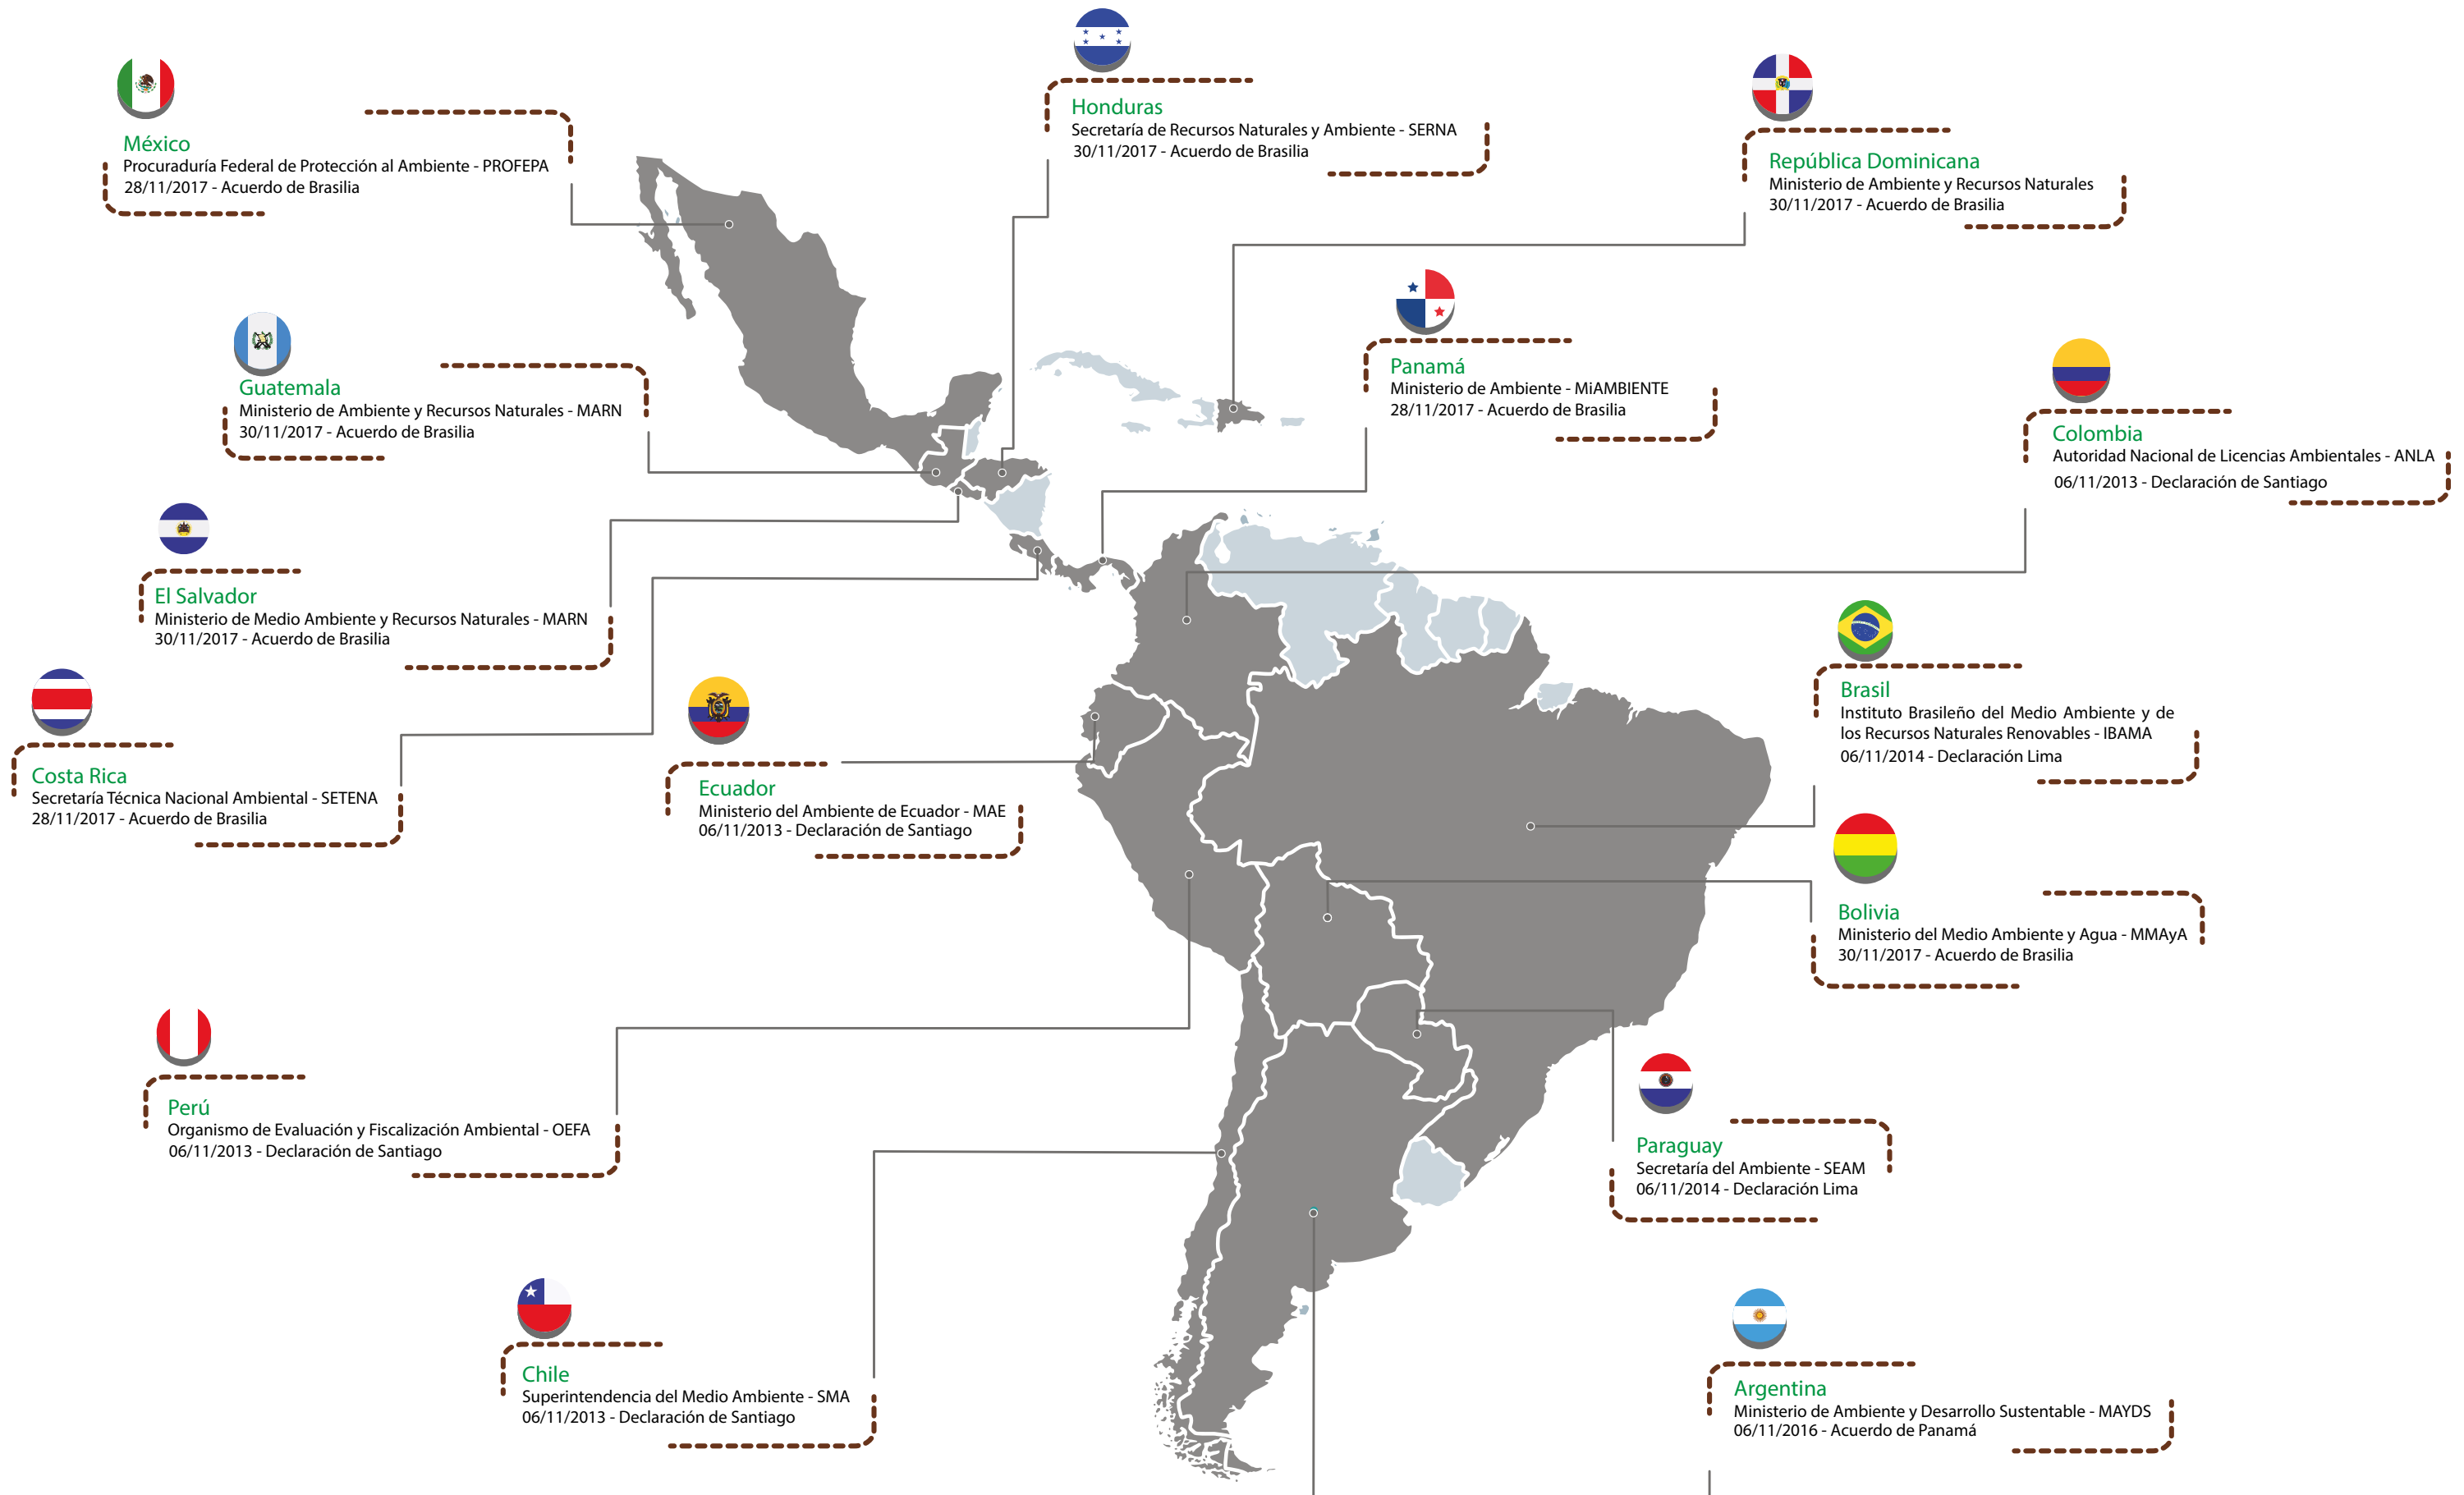 México
Procuraduría Federal de Protección al Ambiente - PROFEPA
28/11/2017 - Acuerdo de Brasilia
Honduras
Secretaría de Recursos Naturales y Ambiente - SERNA
30/11/2017 - Acuerdo de Brasilia
República Dominicana
Ministerio de Ambiente y Recursos Naturales
30/11/2017 - Acuerdo de Brasilia
Guatemala
Ministerio de Ambiente y Recursos Naturales - MARN
30/11/2017 - Acuerdo de Brasilia
Panamá
Ministerio de Ambiente - MiAMBIENTE
28/11/2017 - Acuerdo de Brasilia
Colombia
Autoridad Nacional de Licencias Ambientales - ANLA
06/11/2013 - Declaración de Santiago
El Salvador
Ministerio de Medio Ambiente y Recursos Naturales - MARN
30/11/2017 - Acuerdo de Brasilia
Costa Rica
Secretaría Técnica Nacional Ambiental - SETENA
28/11/2017 - Acuerdo de Brasilia
Ecuador
Ministerio del Ambiente de Ecuador - MAE
06/11/2013 - Declaración de Santiago
Brasil
Instituto Brasileño del Medio Ambiente y de
los Recursos Naturales Renovables - IBAMA
06/11/2014 - Declaración Lima
Bolivia
Ministerio del Medio Ambiente y Agua - MMAyA
30/11/2017 - Acuerdo de Brasilia
Perú
Organismo de Evaluación y Fiscalización Ambiental - OEFA
06/11/2013 - Declaración de Santiago
Paraguay
Secretaría del Ambiente - SEAM
06/11/2014 - Declaración Lima
Chile
Superintendencia del Medio Ambiente - SMA
06/11/2013 - Declaración de Santiago
Argentina
Ministerio de Ambiente y Desarrollo Sustentable - MAYDS
06/11/2016 - Acuerdo de Panamá